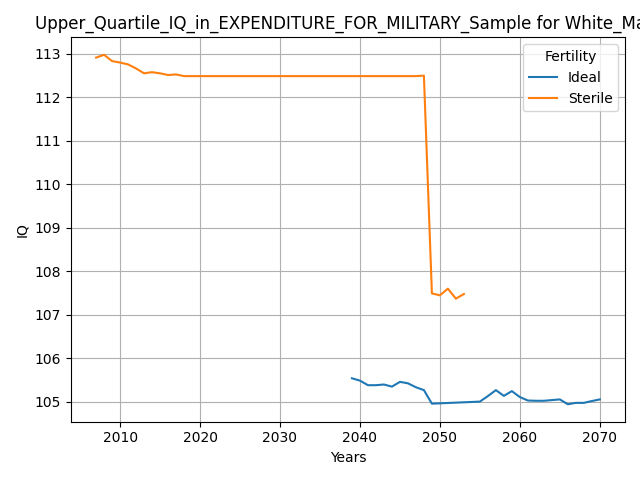 Upper_Quartile_IQ_in_EXPENDITURE_FOR_MILITARY_Sample for White_Ma
113
112
111
110
109
108
107
106
105
IQ
Fertility
Ideal
Sterile
2010 2020 2030 2040 2050 2060 2070
Years